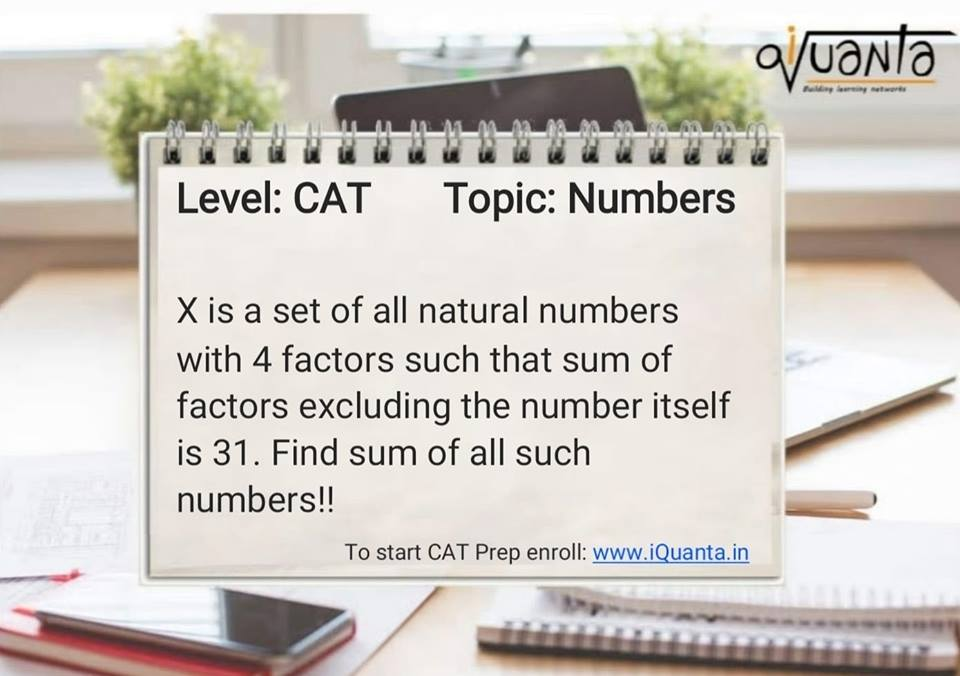 iQuanta
Building learning networks
Level: CAT Topic: Numbers
X is a set of all natural numbers
with 4 factors such that sum of
factors excluding the number itself
is 31. Find sum of all such
numbers!!
To start CAT Prep enroll: www.iQuanta.in